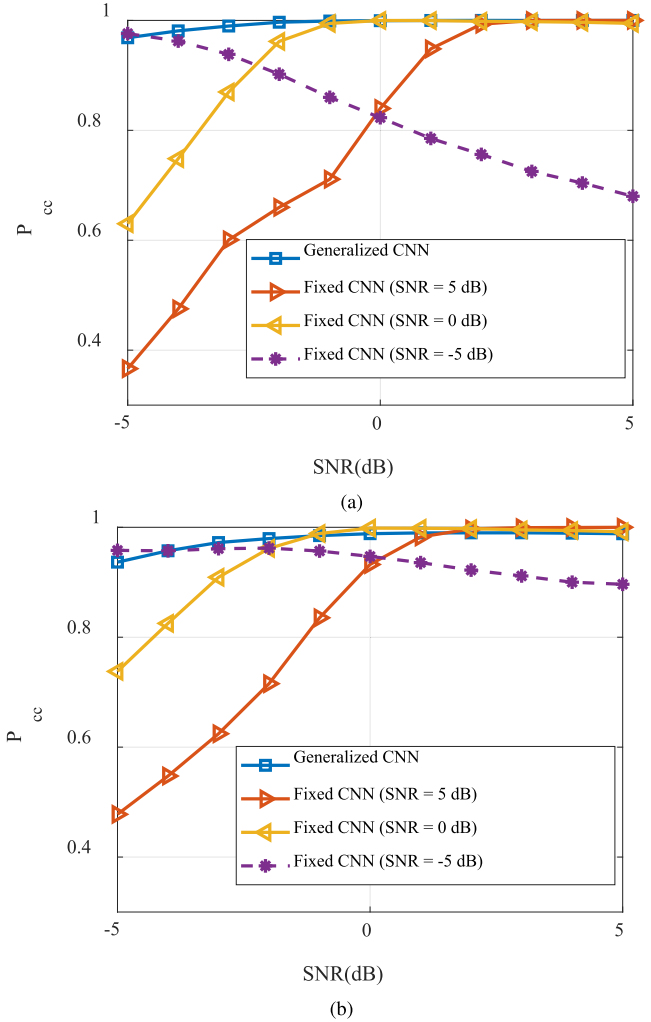 1
0.8
0.6
0.4
P cc
Generalized CNN
Fixed CNN (SNR = 5 dB)
Fixed CNN (SNR = 0 dB)
Fixed CNN (SNR = -5 dB)
-5 0 5
SNR(dB)
(a)
1
0.8
0.6
0.4
P cc
Generalized CNN
Fixed CNN (SNR = 5 dB)
Fixed CNN (SNR = 0 dB)
Fixed CNN (SNR = -5 dB)
-5 0 5
SNR(dB)
(b)